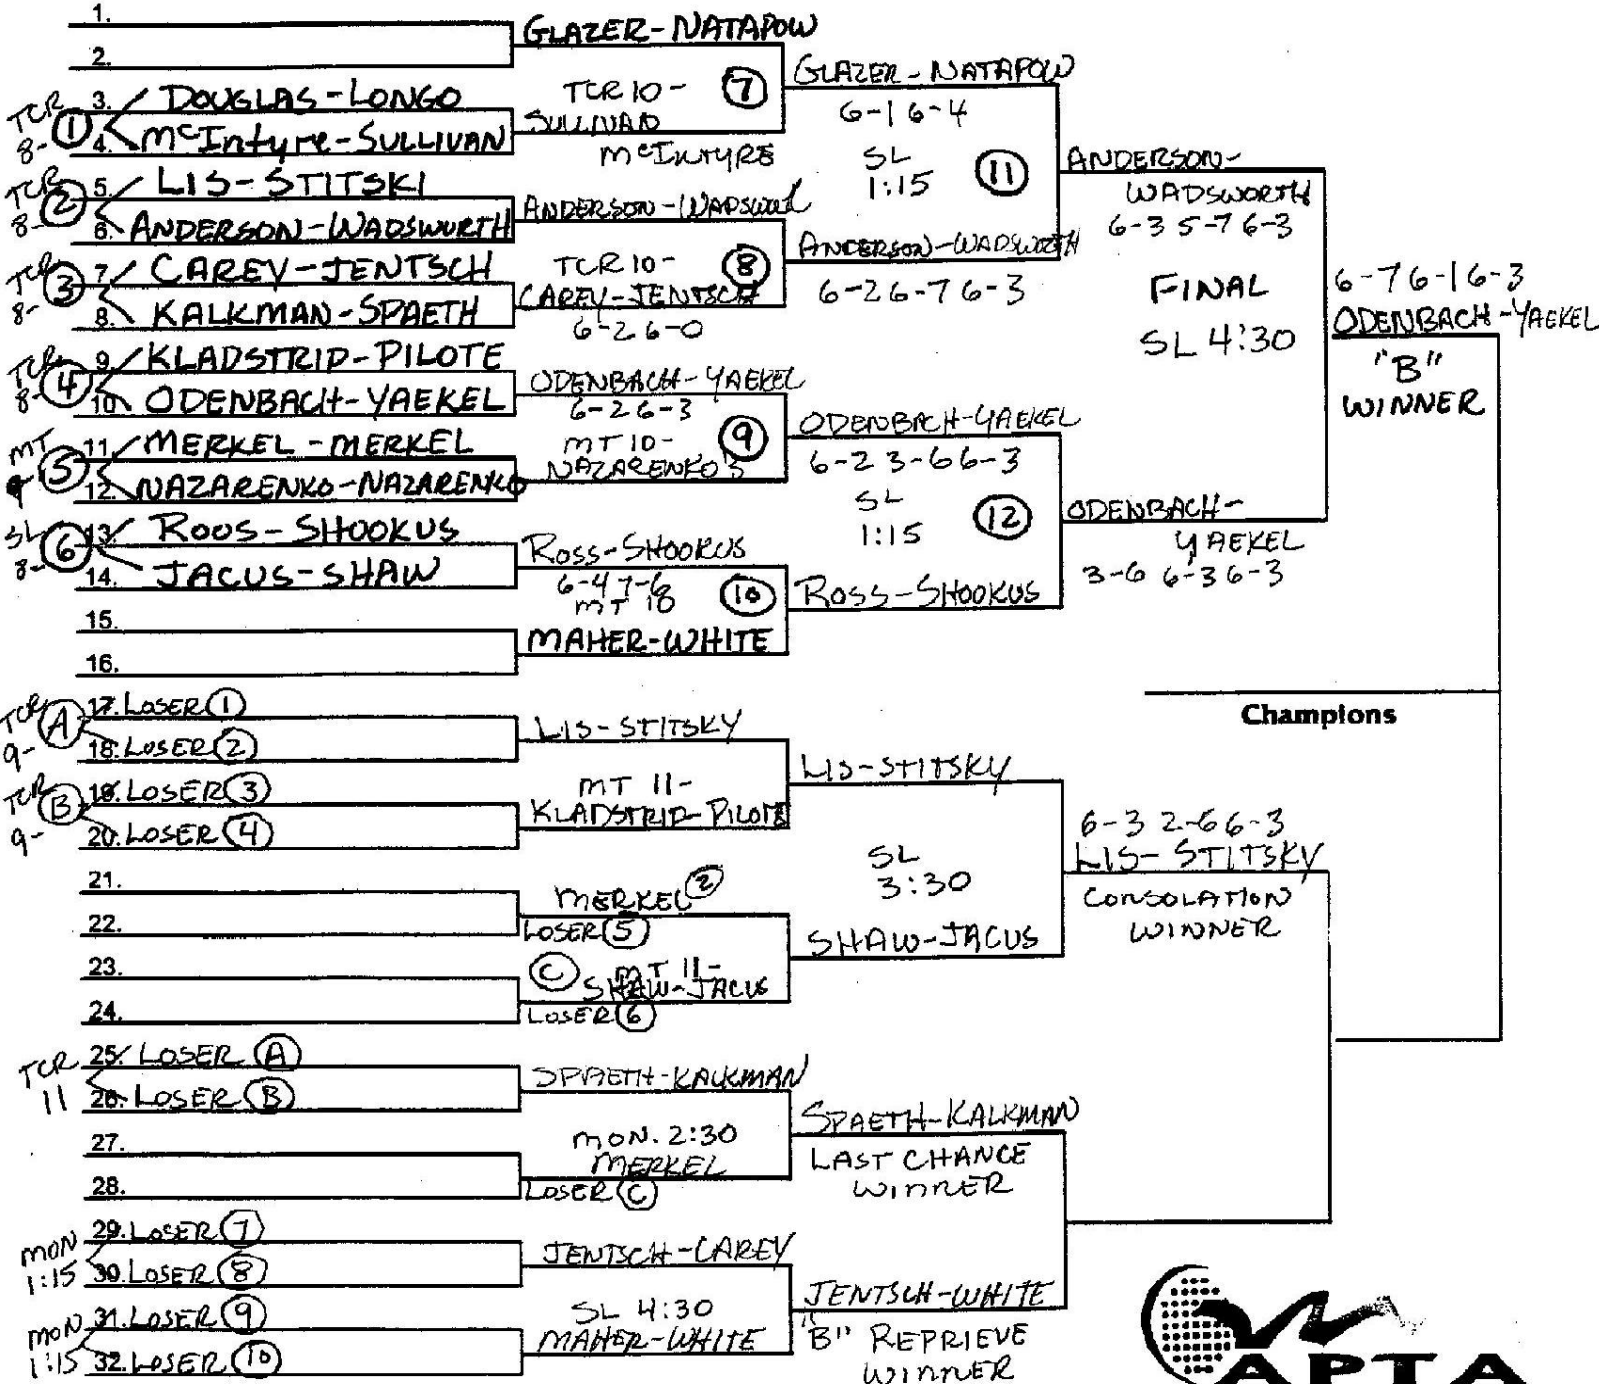 1.
2.
GLAZER-NATAPOW
TCR 8- ① 3. DOUGLAS-LONGO
4. McIntyre-SULLIVAN
TCR 10- ⑦
SULLIVAN
McINTYRE
GLAZER-NATAPOW
6-1 6-4
TCR 8- ② 5. LIS-STITSKI
6. ANDERSON-WADSWURTH
ANDERSON-WADSWORTH
SL 1:15 ⑪
TCR 8- ③ 7. CAREY-JENTSCH
8. KALKMAN-SPAETH
TCR 10- ⑧
CAREY-JENTSCH
6-2 6-0
ANDERSON-WADSWORTH
6-2 6-7 6-3
ANDERSON-
WADSWORTH
6-3 5-7 6-3
FINAL
SL 4:30
TCR 8- ④ 9. KLADSTRIP-PILOTE
10. ODENBACH-YAEKEL
ODENBACH-YAEKEL
6-2 6-3
MT ⑤ 11. MERKEL-MERKEL
12. NAZARENKO-NAZARENKO
MT 10- ⑨
NAZARENKO'S
ODENBACH-YAEKEL
6-2 3-6 6-3
SL 8- ⑥ 13. ROOS-SHOOKUS
14. JACUS-SHAW
ROSS-SHOOKUS
6-4 7-6
SL 1:15 ⑫
15.
16.
MT 10 ⑩
MAHER-WHITE
ROSS-SHOOKUS
ODENBACH-
YAEKEL
3-6 6-3 6-3
6-7 6-1 6-3
ODENBACH-YAEKEL
"B"
WINNER
Champions
TCR 9- Ⓐ 17. LOSER ①
18. LOSER ②
LIS-STITSKY
TCR 9- Ⓑ 19. LOSER ③
20. LOSER ④
MT 11-
KLADSTRIP-PILOTE
LIS-STITSKY
21.
22.
MERKEL ②
LOSER ⑤
SL
3:30
23.
24.
Ⓒ MT 11-
SHAW-JACUS
LOSER ⑥
SHAW-JACUS
6-3 2-6 6-3
LIS-STITSKY
CONSOLATION
WINNER
TCR 11 25. LOSER Ⓐ
26. LOSER Ⓑ
SPAETH-KALKMAN
27.
28.
MON. 2:30
MERKEL
LOSER Ⓒ
SPAETH-KALKMAN
LAST CHANCE
WINNER
MON 1:15 29. LOSER ⑦
30. LOSER ⑧
JENTSCH-CAREY
MON 1:15 31. LOSER ⑨
32. LOSER ⑩
SL 4:30
MAHER-WHITE
JENTSCH-WHITE
"B" REPRIEVE
WINNER
APTA